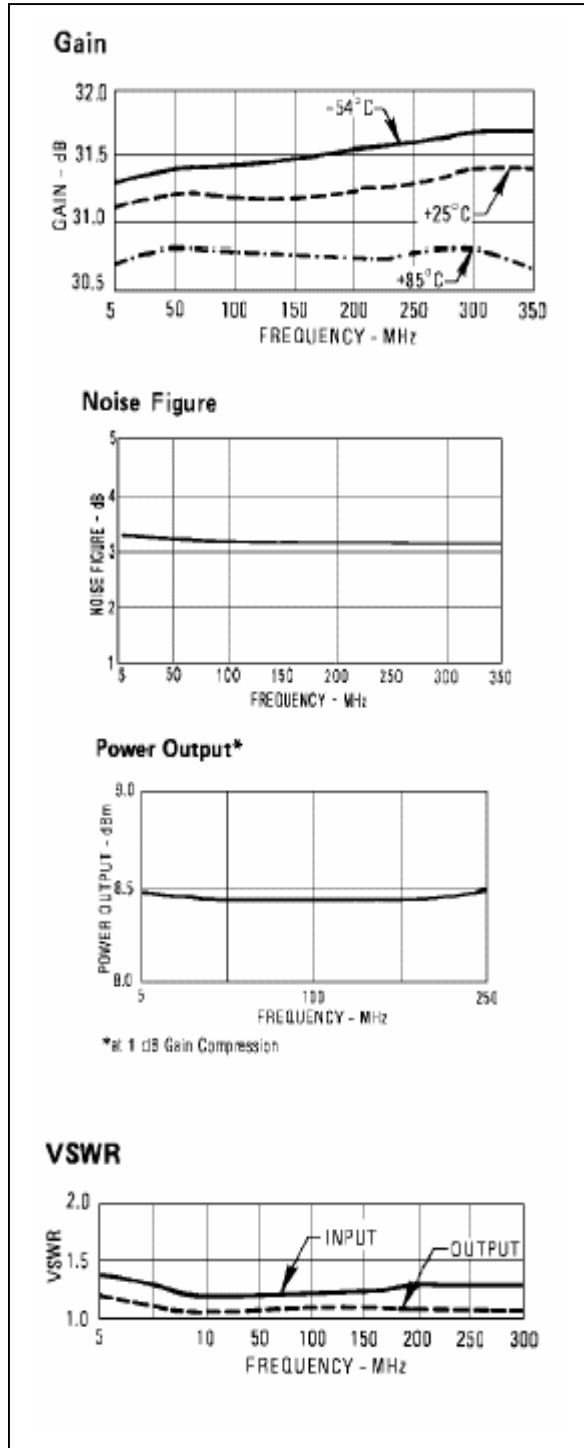 Gain
32.0
31.5
31.0
30.5
GAIN - dB
-54°C
+25°C
+85°C
5 50 100 150 200 250 300 350
FREQUENCY - MHz
Noise Figure
5
4
3
2
1
NOISE FIGURE - dB
5 50 100 150 200 250 300 350
FREQUENCY - MHz
Power Output*
9.0
8.5
8.0
POWER OUTPUT - dBm
5 100 250
FREQUENCY - MHz
*at 1 dB Gain Compression
VSWR
2.0
1.5
1.0
VSWR
INPUT
OUTPUT
5 10 50 100 150 200 250 300
FREQUENCY - MHz